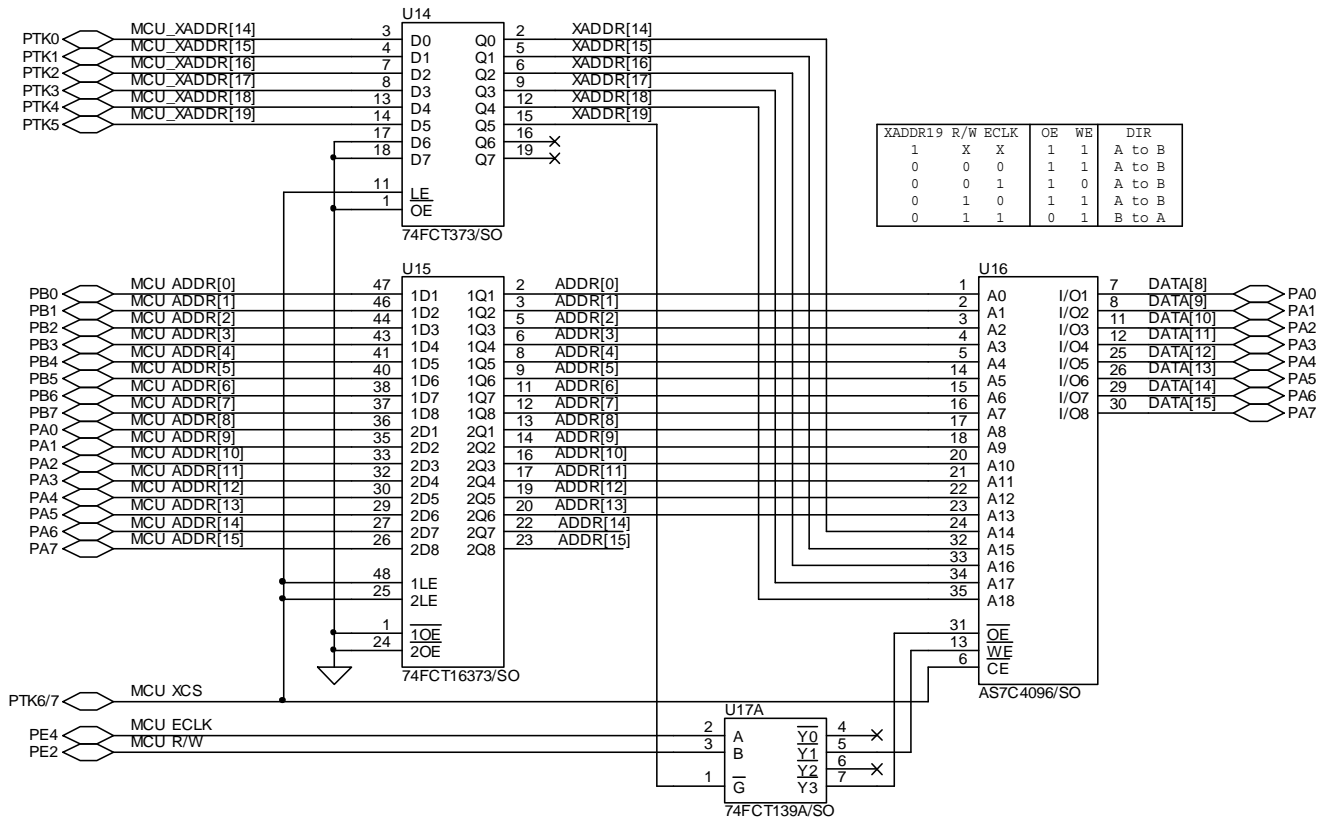 U14
PTK0 MCU_XADDR[14] 3 D0 Q0 2 XADDR[14]
PTK1 MCU_XADDR[15] 4 D1 Q1 5 XADDR[15]
PTK2 MCU_XADDR[16] 7 D2 Q2 6 XADDR[16]
PTK3 MCU_XADDR[17] 8 D3 Q3 9 XADDR[17]
PTK4 MCU_XADDR[18] 13 D4 Q4 12 XADDR[18]
PTK5 MCU_XADDR[19] 14 D5 Q5 15 XADDR[19]
17 D6 Q6 16
18 D7 Q7 19
11 LE
1 OE
74FCT373/SO
XADDR19 R/W ECLK OE WE DIR
1 X X 1 1 A to B
0 0 0 1 1 A to B
0 0 1 1 0 A to B
0 1 0 1 1 A to B
0 1 1 0 1 B to A
U15
PB0 MCU ADDR[0] 47 1D1 1Q1 2 ADDR[0]
PB1 MCU ADDR[1] 46 1D2 1Q2 3 ADDR[1]
PB2 MCU ADDR[2] 44 1D3 1Q3 5 ADDR[2]
PB3 MCU ADDR[3] 43 1D4 1Q4 6 ADDR[3]
PB4 MCU ADDR[4] 41 1D5 1Q5 8 ADDR[4]
PB5 MCU ADDR[5] 40 1D6 1Q6 9 ADDR[5]
PB6 MCU ADDR[6] 38 1D7 1Q7 11 ADDR[6]
PB7 MCU ADDR[7] 37 1D8 1Q8 12 ADDR[7]
PA0 MCU ADDR[8] 36 2D1 2Q1 13 ADDR[8]
PA1 MCU ADDR[9] 35 2D2 2Q2 14 ADDR[9]
PA2 MCU ADDR[10] 33 2D3 2Q3 16 ADDR[10]
PA3 MCU ADDR[11] 32 2D4 2Q4 17 ADDR[11]
PA4 MCU ADDR[12] 30 2D5 2Q5 19 ADDR[12]
PA5 MCU ADDR[13] 29 2D6 2Q6 20 ADDR[13]
PA6 MCU ADDR[14] 27 2D7 2Q7 22 ADDR[14]
PA7 MCU ADDR[15] 26 2D8 2Q8 23 ADDR[15]
48 1LE
25 2LE
1 1OE
24 2OE
74FCT16373/SO
U16
1 A0 I/O1 7 DATA[8] PA0
2 A1 I/O2 8 DATA[9] PA1
3 A2 I/O3 11 DATA[10] PA2
4 A3 I/O4 12 DATA[11] PA3
5 A4 I/O5 25 DATA[12] PA4
14 A5 I/O6 26 DATA[13] PA5
15 A6 I/O7 29 DATA[14] PA6
16 A7 I/O8 30 DATA[15] PA7
17 A8
18 A9
20 A10
21 A11
22 A12
23 A13
24 A14
32 A15
33 A16
34 A17
35 A18
31 OE
13 WE
6 CE
AS7C4096/SO
PTK6/7 MCU XCS
PE4 MCU ECLK
PE2 MCU R/W
U17A
2 A Y0 4
3 B Y1 5
Y2 6
1 G Y3 7
74FCT139A/SO